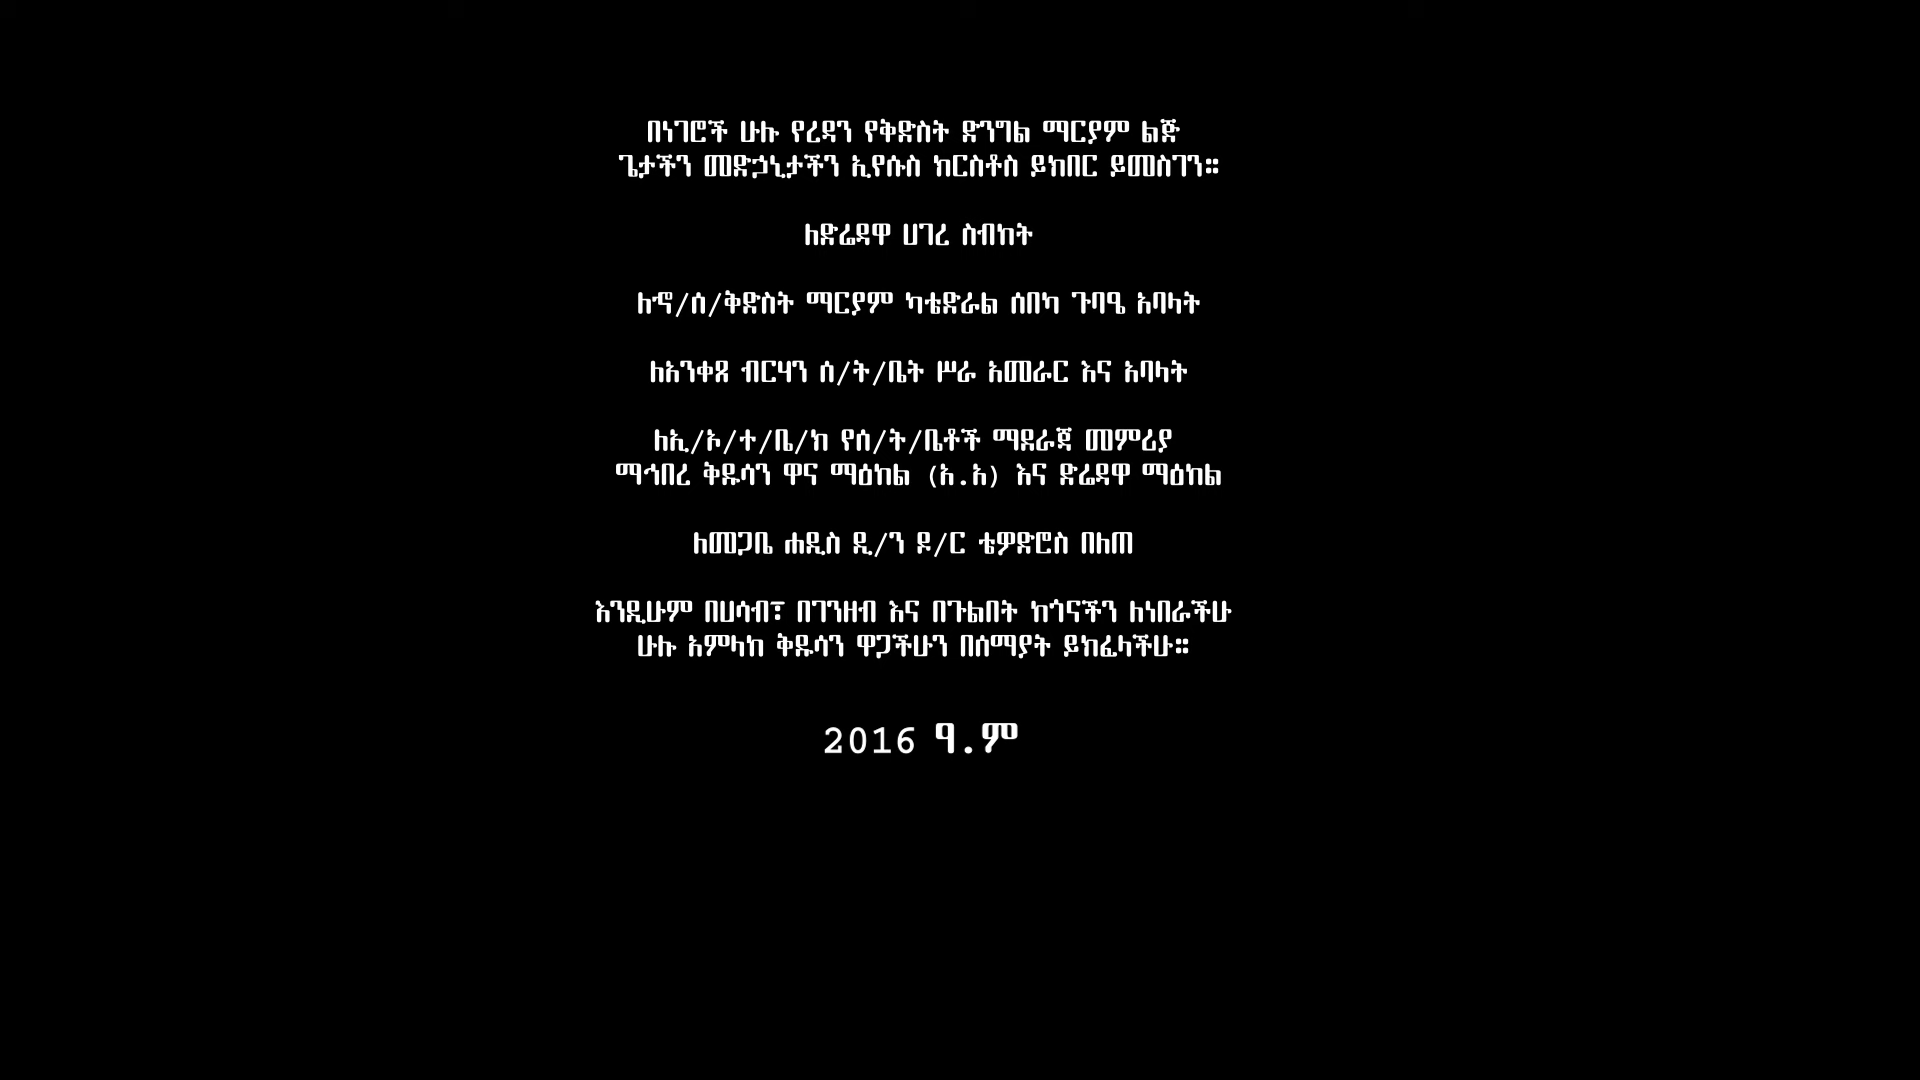 በነገሮች ሁሉ የረዳን የቅድስት ድንግል ማርያም ልጅ
ጌታችን መድኃኒታችን ኢየሱስ ክርስቶስ ይክበር ይመስገን።
ለድሬዳዋ ሀገረ ስብከት
ለኆ/ሰ/ቅድስት ማርያም ካቴድራል ሰበካ ጉባዔ አባላት
ለአንቀጸ ብርሃን ሰ/ት/ቤት ሥራ አመራር እና አባላት
ለኢ/ኦ/ተ/ቤ/ክ የሰ/ት/ቤቶች ማደራጃ መምሪያ
ማኅበረ ቅዱሳን ዋና ማዕከል (አ.አ) እና ድሬዳዋ ማዕከል
ለመጋቤ ሐዲስ ዲ/ን ዶ/ር ቴዎድሮስ በለጠ
እንዲሁም በሀሳብ፣ በገንዘብ እና በጉልበት ከጎናችን ለነበራችሁ
ሁሉ አምላከ ቅዱሳን ዋጋችሁን በሰማያት ይክፈላችሁ።
2016 ዓ.ም